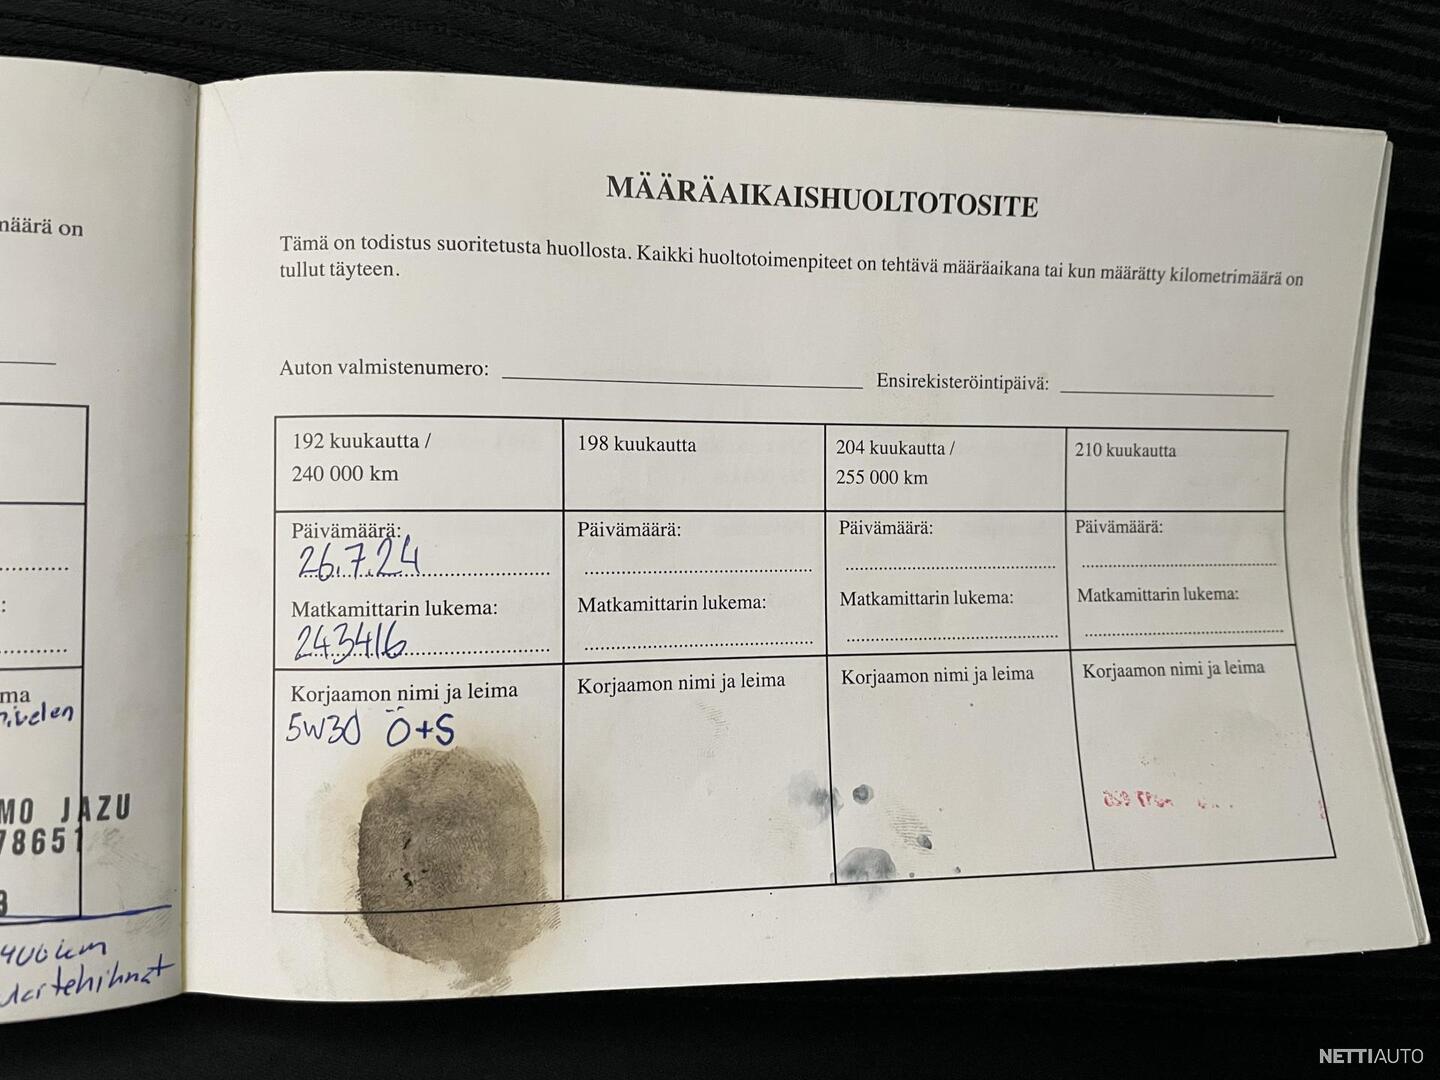 määrä on
ma
nivelen
MO JAZU
78651
3
400 km
tehihnat
MÄÄRÄAIKAISHUOLTOTOSITE
Tämä on todistus suoritetusta huollosta. Kaikki huoltotoimenpiteet on tehtävä määräaikana tai kun määrätty kilometrimäärä on
tullut täyteen.
Auton valmistenumero:
Ensirekisteröintipäivä:
192 kuukautta /
240 000 km
Päivämäärä:
26.7.24
Matkamittarin lukema:
243416
Korjaamon nimi ja leima
5W30 Ö+S
198 kuukautta
Päivämäärä:
Matkamittarin lukema:
Korjaamon nimi ja leima
204 kuukautta /
255 000 km
Päivämäärä:
Matkamittarin lukema:
Korjaamon nimi ja leima
210 kuukautta
Päivämäärä:
Matkamittarin lukema:
Korjaamon nimi ja leima
NETTIAUTO